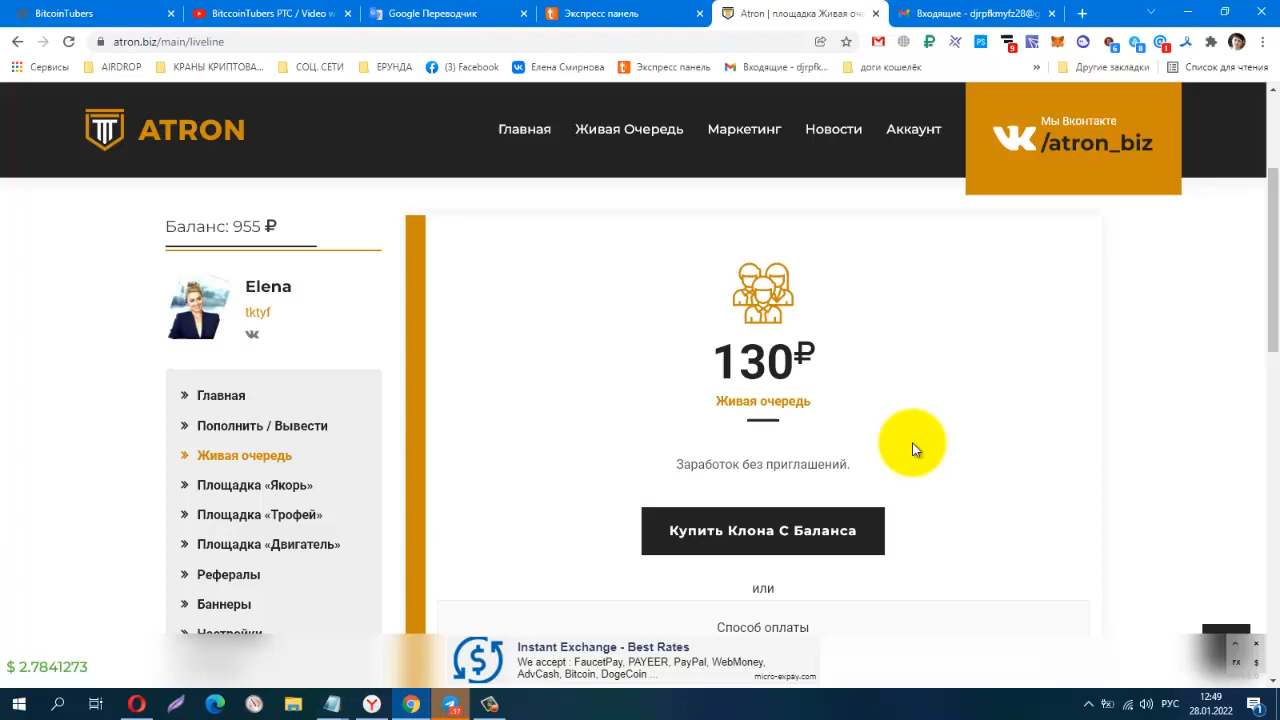 BitcoinTubers
BitcoinTubers PTC / Video w
Google Переводчик
Экспресс панель
Atron | площадка Живая оче
Входящие - djrpfkmyfz28@g
atron.biz/main/liveline
Сервисы
AIRDROP
КРАНЫ КРИПТОВА...
СОЦ. СЕТИ
ЕРУНДА
(3) Facebook
Елена Смирнова
Экспресс панель
Входящие - djrpfk...
доги кошелёк
»
Другие закладки
Список для чтения
ATRON
Главная
Живая Очередь
Маркетинг
Новости
Аккаунт
Мы Вконтакте
/atron_biz
Баланс: 955 ₽
Elena
tktyf
Главная
Пополнить / Вывести
Живая очередь
Площадка «Якорь»
Площадка «Трофей»
Площадка «Двигатель»
Рефералы
Баннеры
Настройки
130₽
Живая очередь
Заработок без приглашений.
Купить Клона С Баланса
или
Способ оплаты
$ 2.7841273
Instant Exchange - Best Rates
We accept : FaucetPay, PAYEER, PayPal, WebMoney,
AdvCash, Bitcoin, DogeCoin ...
micro-expay.com
РУС
12:49
28.01.2022